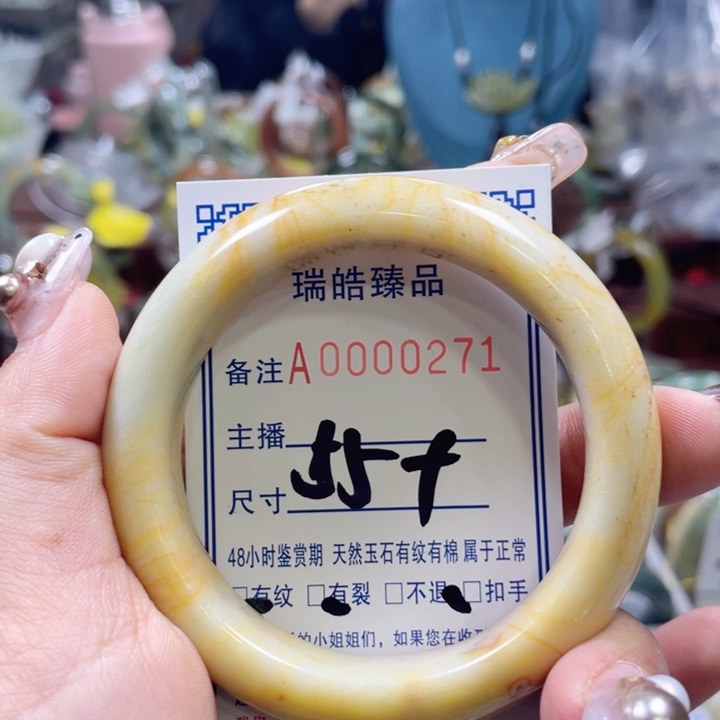 瑞皓臻品
备注A0000271
主播
尺寸 55+
48小时鉴赏期 天然玉石有纹有棉属于正常
□有纹 □有裂 □不退 □扣手
的小姐姐们，如果您在收